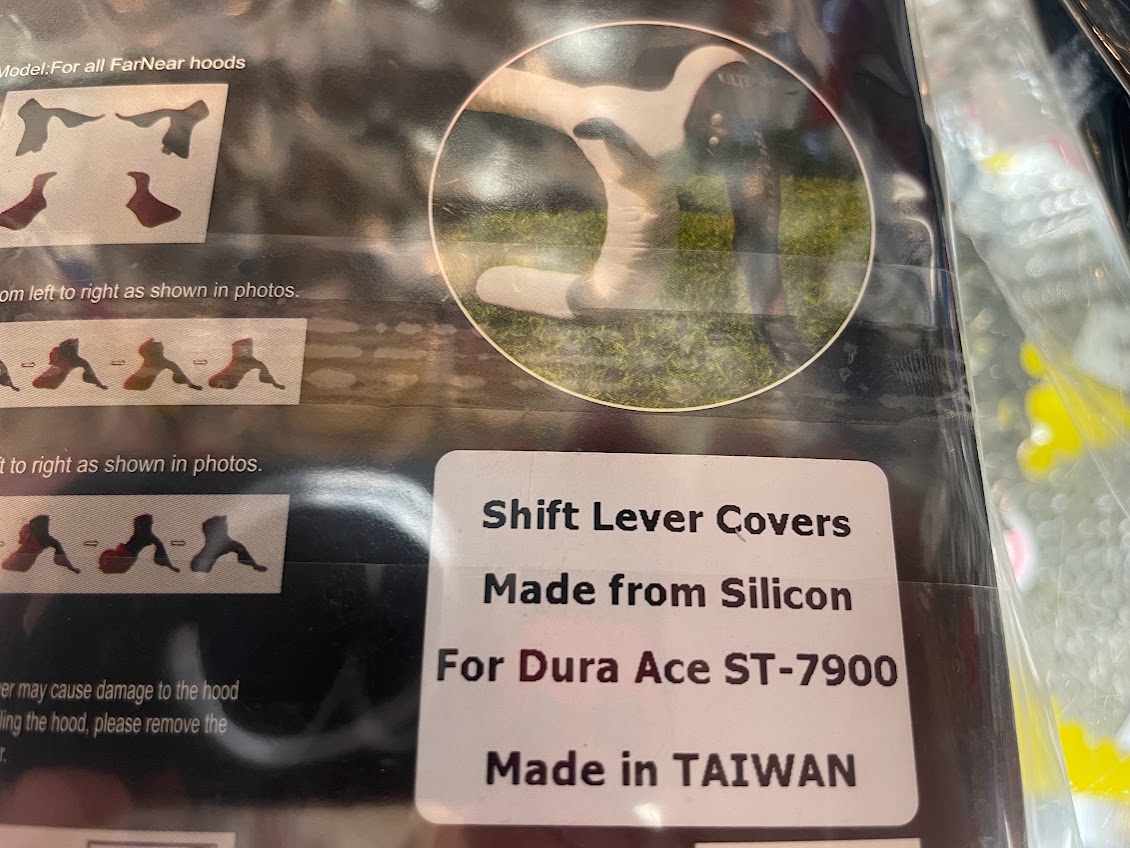 Model:For all FarNear hoods
om left to right as shown in photos.
t to right as shown in photos.
er may cause damage to the hood
ling the hood, please remove the
r.
Shift Lever Covers
Made from Silicon
For Dura Ace ST-7900
Made in TAIWAN